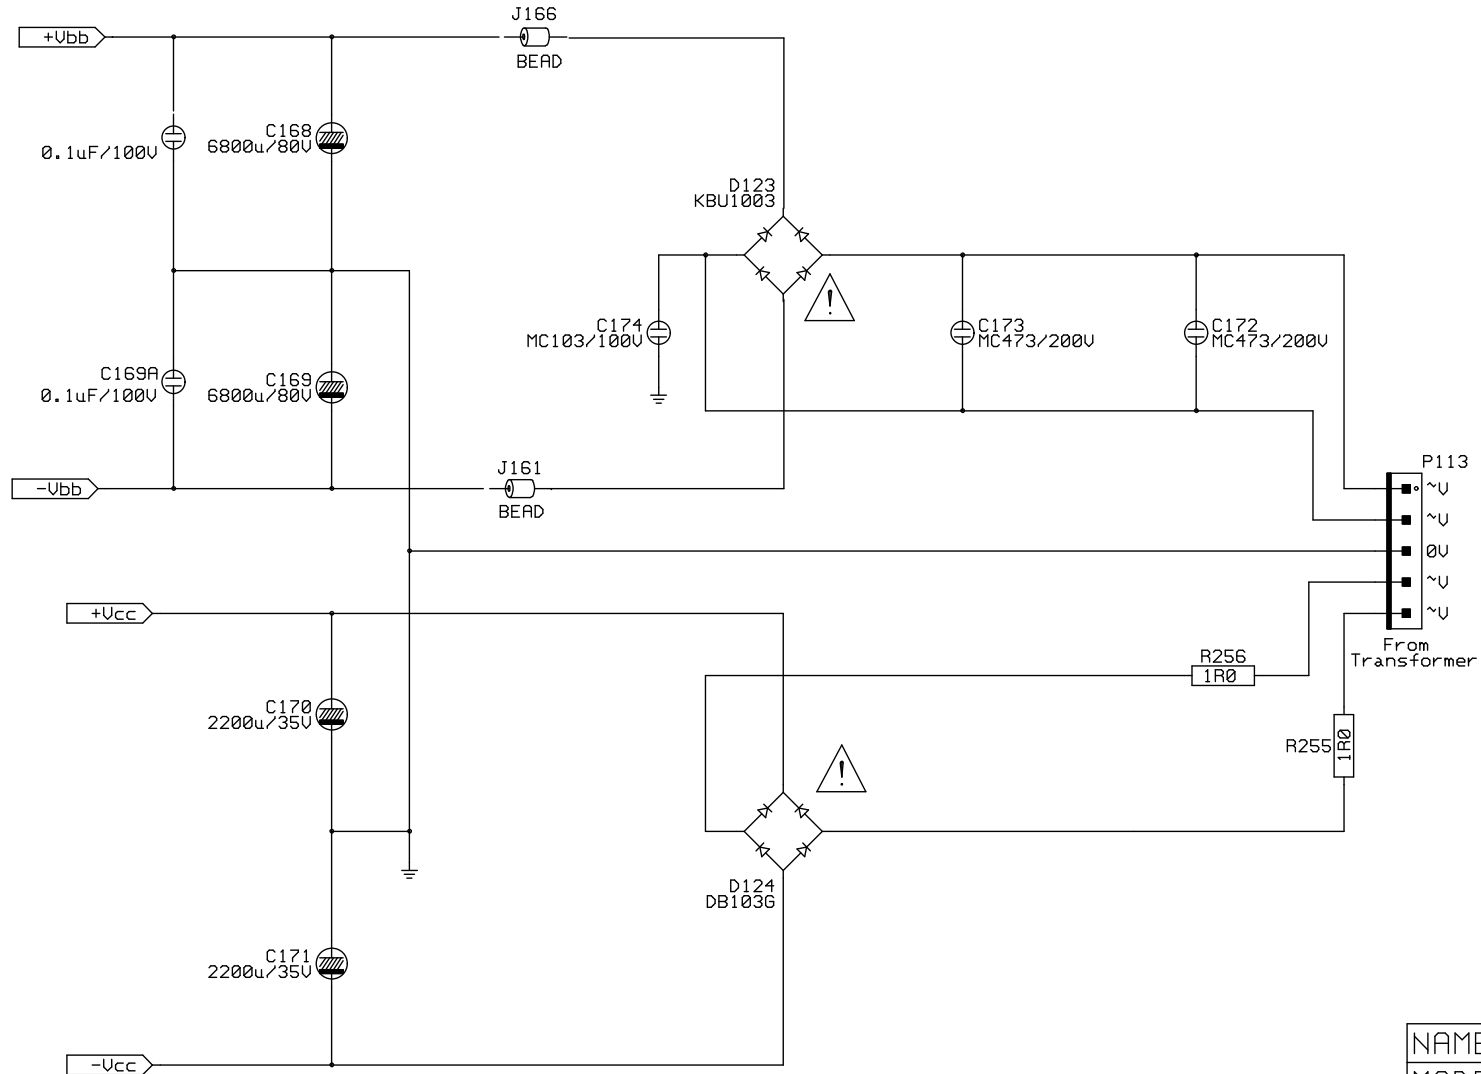 J166
+Vbb
BEAD
C168
0.1uF/100V
6800u/80V
D123
KBU1003
!
C174
MC103/100V
C173
MC473/200V
C172
MC473/200V
C169A
0.1uF/100V
C169
6800u/80V
P113
J161
-Vbb
BEAD
~V
~V
0V
~V
~V
+Vcc
From
Transformer
R256
1R0
C170
2200u/35V
R255
1R0
!
D124
DB103G
C171
2200u/35V
-Vcc
NAME